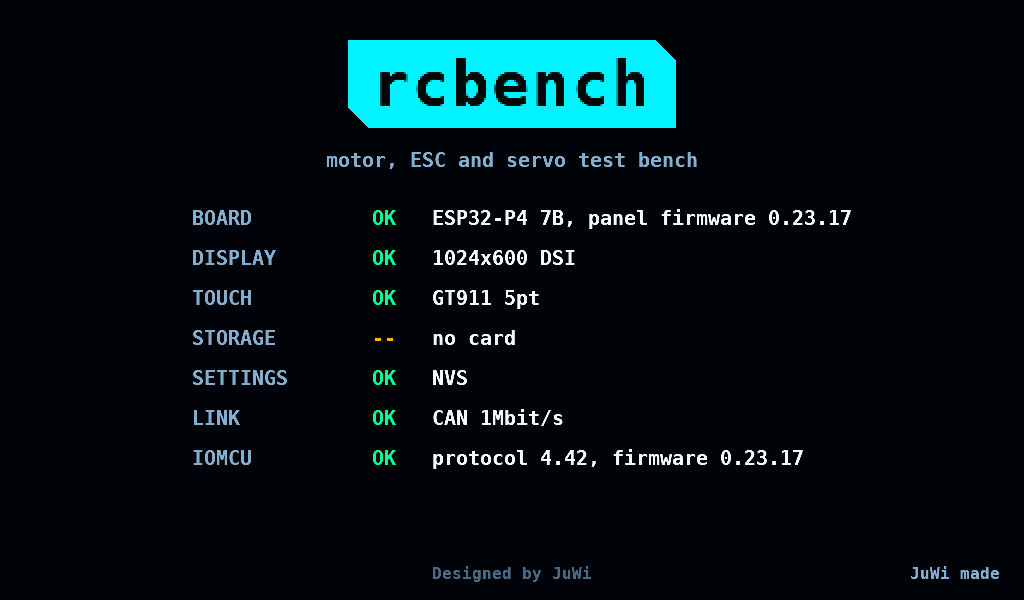 rcbench
motor, ESC and servo test bench
BOARD OK ESP32-P4 7B, panel firmware 0.23.17
DISPLAY OK 1024x600 DSI
TOUCH OK GT911 5pt
STORAGE -- no card
SETTINGS OK NVS
LINK OK CAN 1Mbit/s
IOMCU OK protocol 4.42, firmware 0.23.17
Designed by JuWi
JuWi made